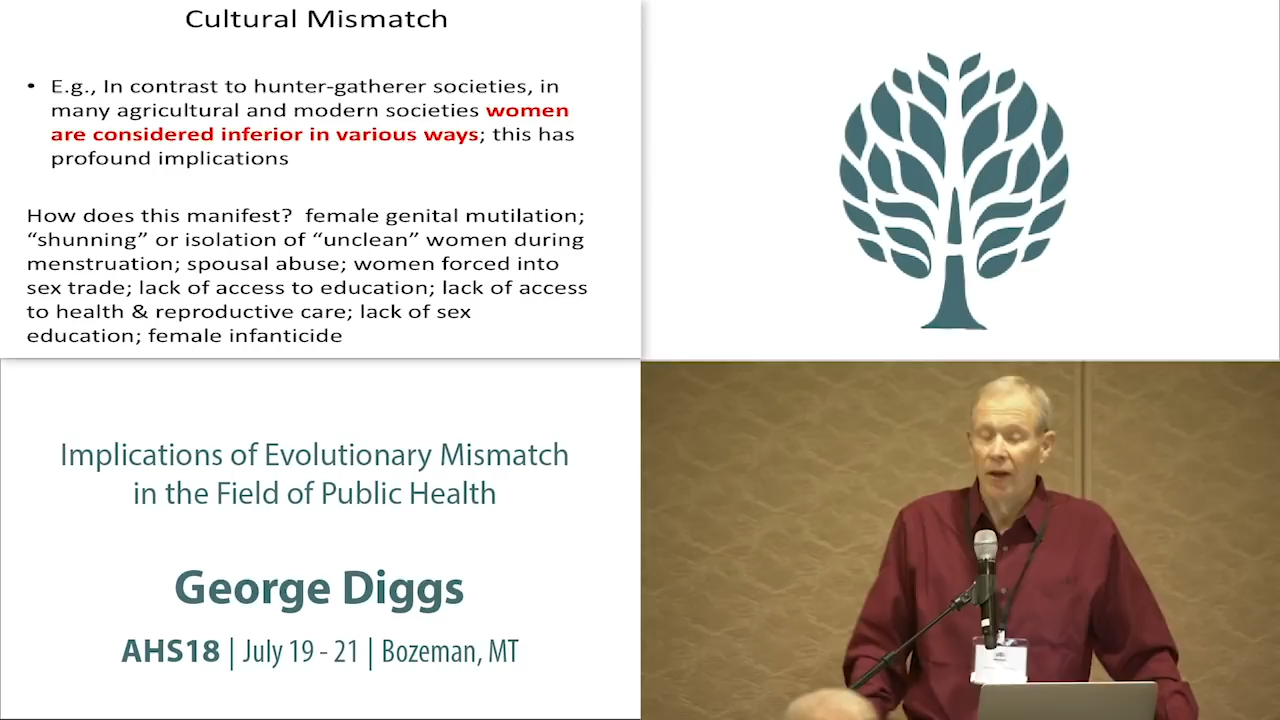 Cultural Mismatch
• E.g., In contrast to hunter-gatherer societies, in
many agricultural and modern societies women
are considered inferior in various ways; this has
profound implications
How does this manifest?  female genital mutilation;
“shunning” or isolation of “unclean” women during
menstruation; spousal abuse; women forced into
sex trade; lack of access to education; lack of access
to health & reproductive care; lack of sex
education; female infanticide
Implications of Evolutionary Mismatch
in the Field of Public Health
George Diggs
AHS18 | July 19 - 21 | Bozeman, MT